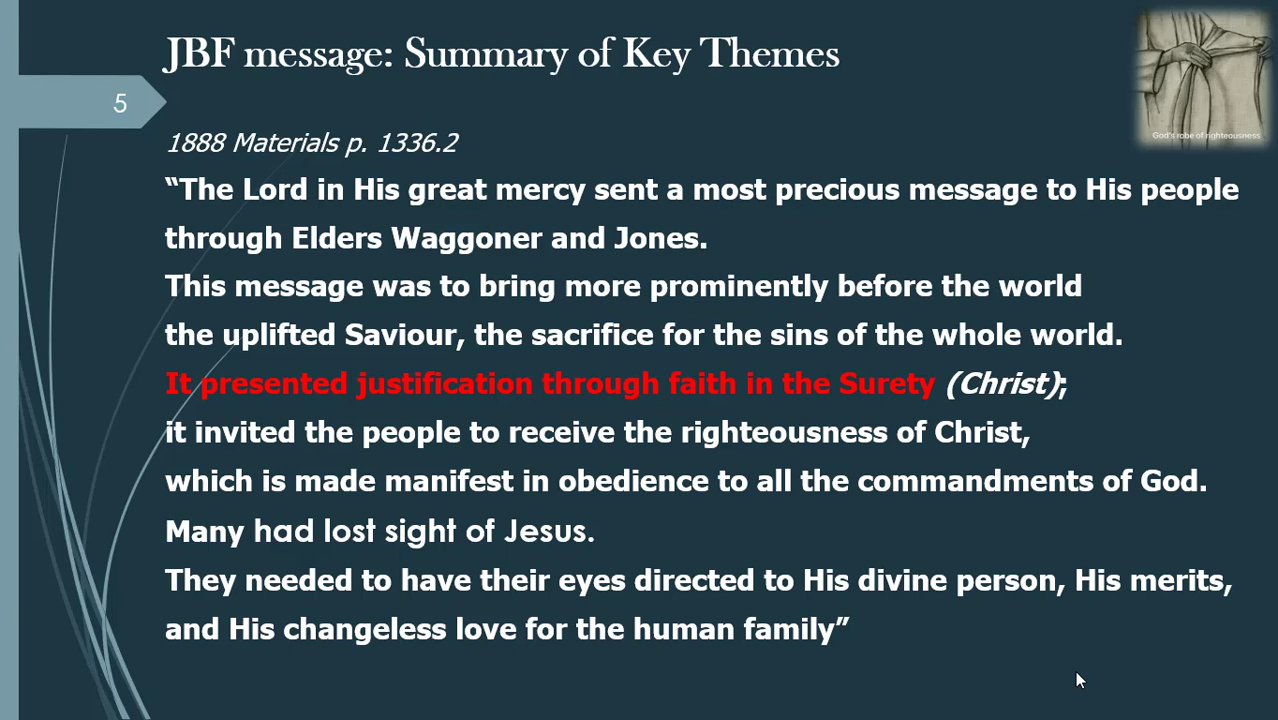 JBF message: Summary of Key Themes
5
God's robe of righteousness
1888 Materials p. 1336.2
“The Lord in His great mercy sent a most precious message to His people
through Elders Waggoner and Jones.
This message was to bring more prominently before the world
the uplifted Saviour, the sacrifice for the sins of the whole world.
It presented justification through faith in the Surety (Christ);
it invited the people to receive the righteousness of Christ,
which is made manifest in obedience to all the commandments of God.
Many had lost sight of Jesus.
They needed to have their eyes directed to His divine person, His merits,
and His changeless love for the human family”